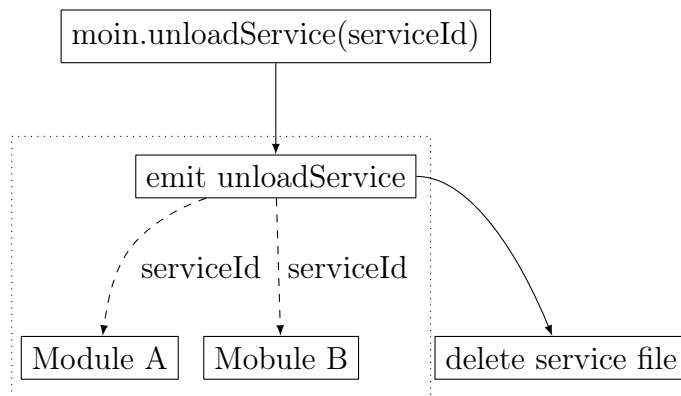 moin.unloadService(serviceId)
emit unloadService
serviceId serviceId
Module A Mobule B delete service file